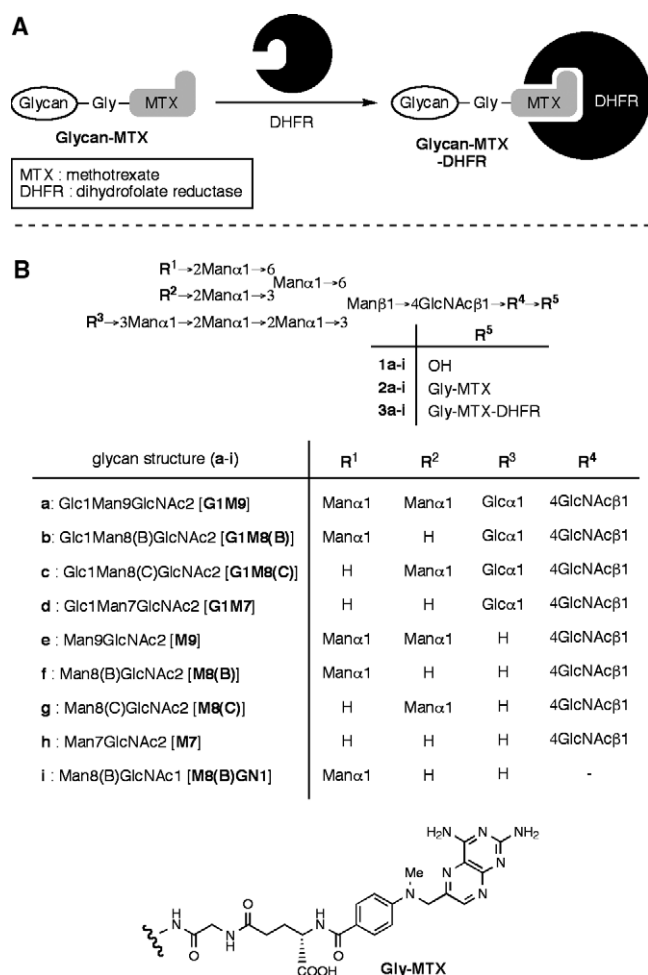 A
Glycan Gly MTX
Glycan-MTX
DHFR
Glycan Gly MTX DHFR
Glycan-MTX
-DHFR
MTX : methotrexate
DHFR : dihydrofolate reductase
B
R¹→2Manα1→6
Manα1→6
R²→2Manα1→3
Manβ1→4GlcNAcβ1→R⁴→R⁵
R³→3Manα1→2Manα1→2Manα1→3
R⁵
1a-i OH
2a-i Gly-MTX
3a-i Gly-MTX-DHFR
glycan structure (a-i) R¹ R² R³ R⁴
a: Glc1Man9GlcNAc2 [G1M9] Manα1 Manα1 Glcα1 4GlcNAcβ1
b: Glc1Man8(B)GlcNAc2 [G1M8(B)] Manα1 H Glcα1 4GlcNAcβ1
c: Glc1Man8(C)GlcNAc2 [G1M8(C)] H Manα1 Glcα1 4GlcNAcβ1
d: Glc1Man7GlcNAc2 [G1M7] H H Glcα1 4GlcNAcβ1
e: Man9GlcNAc2 [M9] Manα1 Manα1 H 4GlcNAcβ1
f: Man8(B)GlcNAc2 [M8(B)] Manα1 H H 4GlcNAcβ1
g: Man8(C)GlcNAc2 [M8(C)] H Manα1 H 4GlcNAcβ1
h : Man7GlcNAc2 [M7] H H H 4GlcNAcβ1
i : Man8(B)GlcNAc1 [M8(B)GN1] Manα1 H H -
H₂N N NH₂
N
Me N N
N
H N O H N
N O
O H O
COOH
Gly-MTX